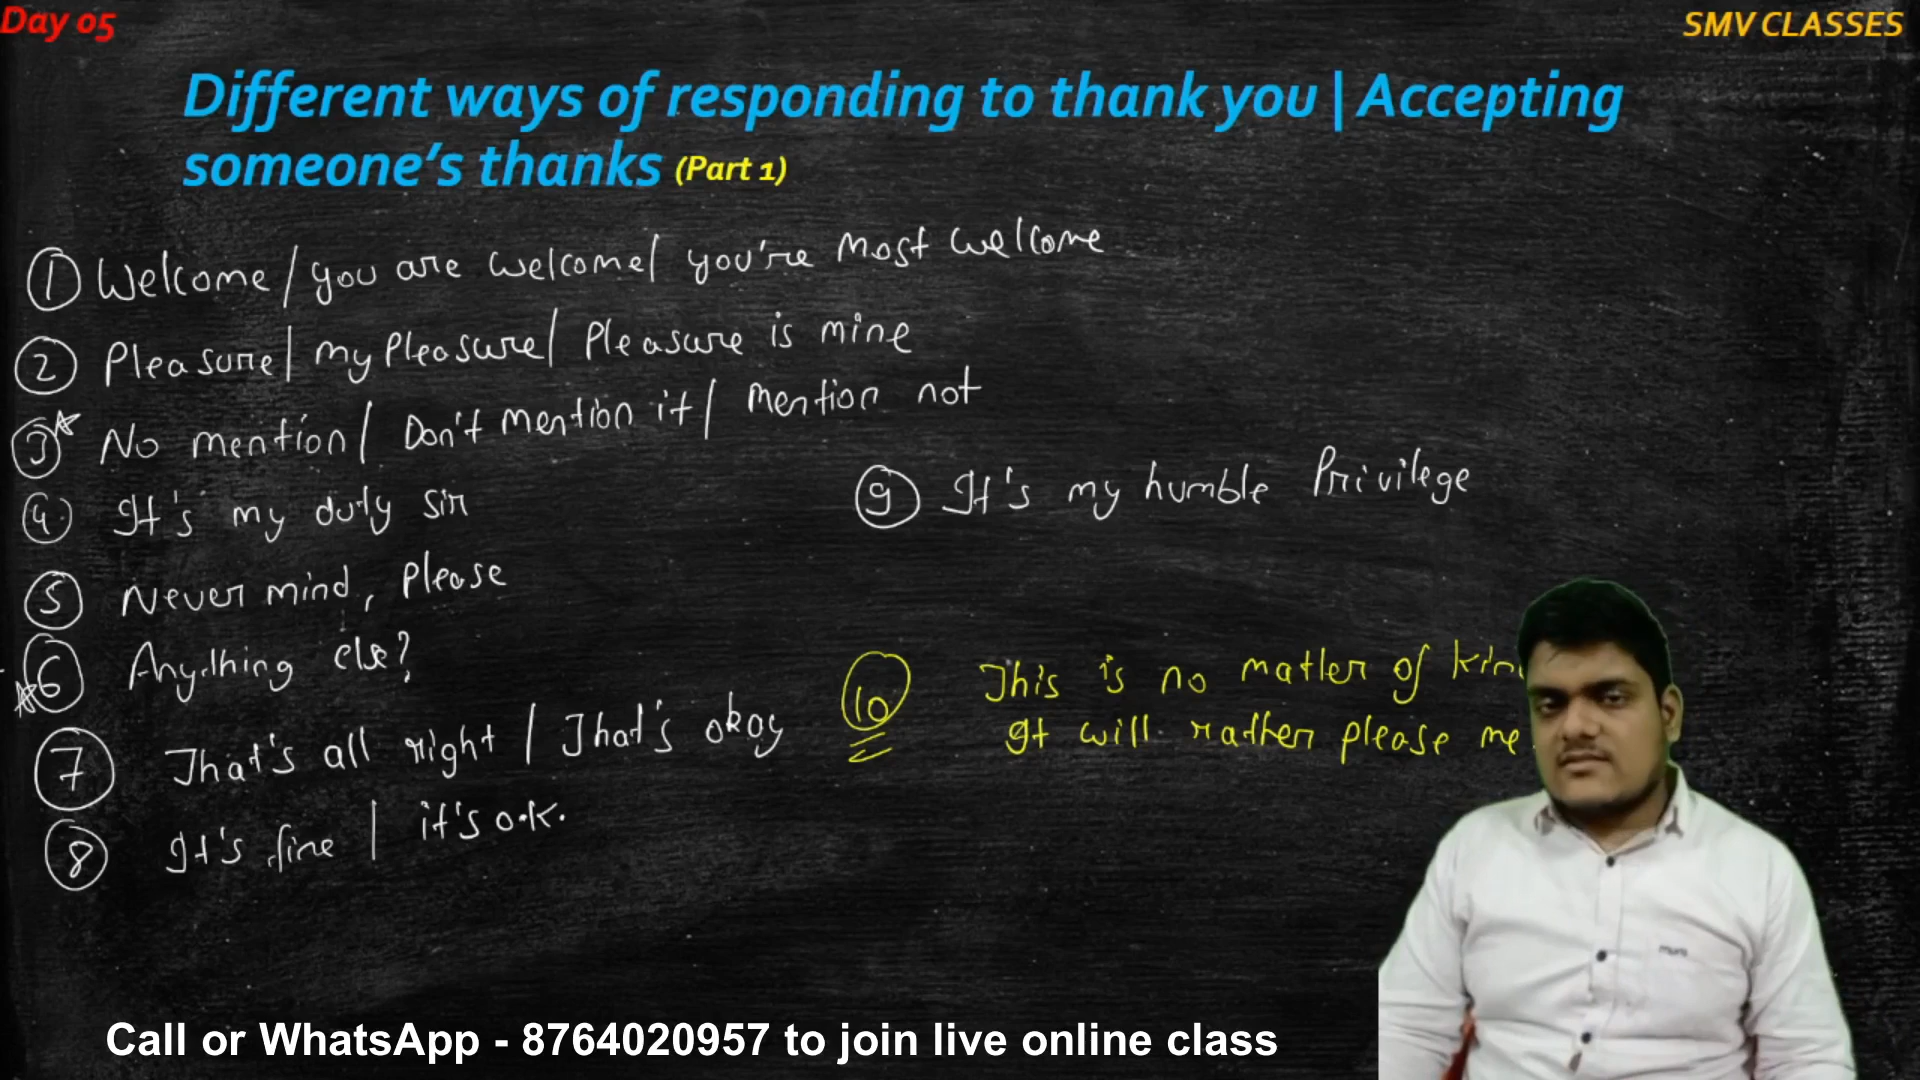 Day 05
SMV CLASSES
Different ways of responding to thank you | Accepting
someone's thanks (Part 1)
① Welcome / you are welcome / you're most welcome
② Pleasure / my pleasure / Pleasure is mine
③ No mention / Don't mention it / mention not
④ It's my duty sir
⑤ Never mind, please
⑥ Anything else?
⑦ That's all right / That's okay
⑧ It's fine / it's o.k.
⑨ It's my humble Privilege
⑩ This is no matter of
It will rather please me
Call or WhatsApp - 8764020957 to join live online class